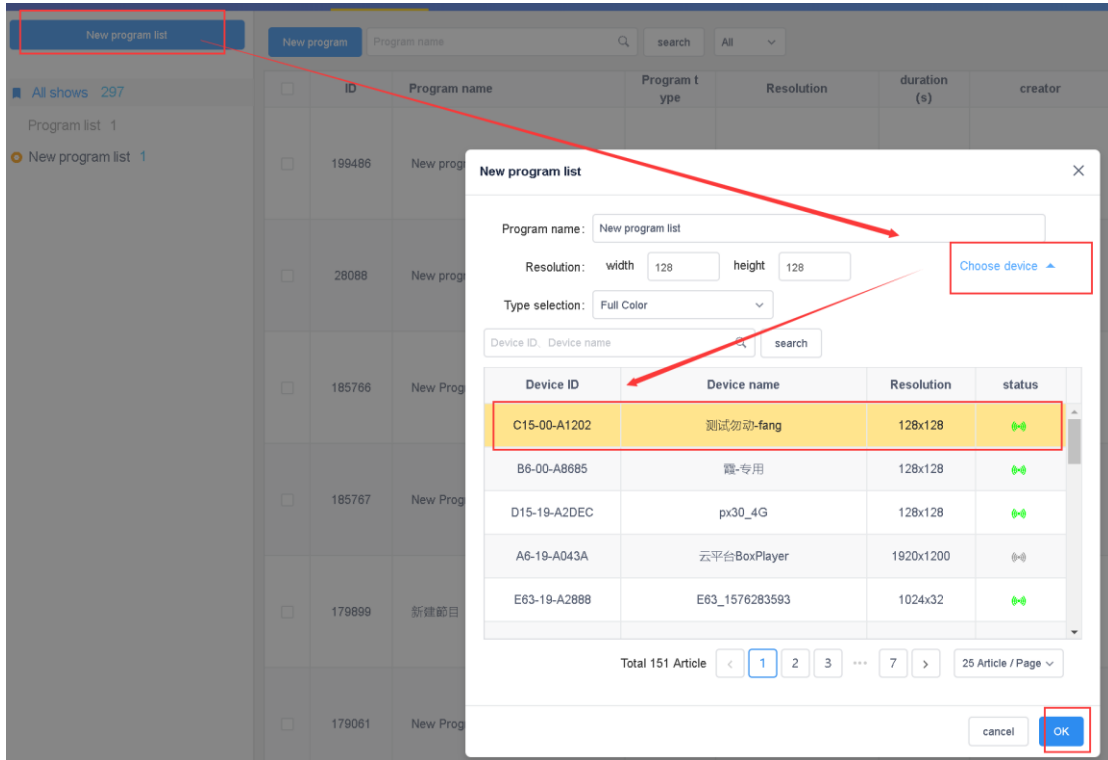 New program list
New program
Program name
search
All
All shows 297
Program list 1
New program list 1
ID
Program name
Program t
ype
Resolution
duration
(s)
creator
199486
New progr
28088
New progr
185766
New Prog
185767
New Prog
179899
新建節目
179061
New Prog
New program list
Program name:
New program list
Resolution: width 128 height 128
Choose device
Type selection: Full Color
Device ID、Device name
search
Device ID Device name Resolution status
C15-00-A1202 测试勿动-fang 128x128
B6-00-A8685 霞-专用 128x128
D15-19-A2DEC px30_4G 128x128
A6-19-A043A 云平台BoxPlayer 1920x1200
E63-19-A2888 E63_1576283593 1024x32
Total 151 Article < 1 2 3 ••• 7 > 25 Article / Page
cancel OK